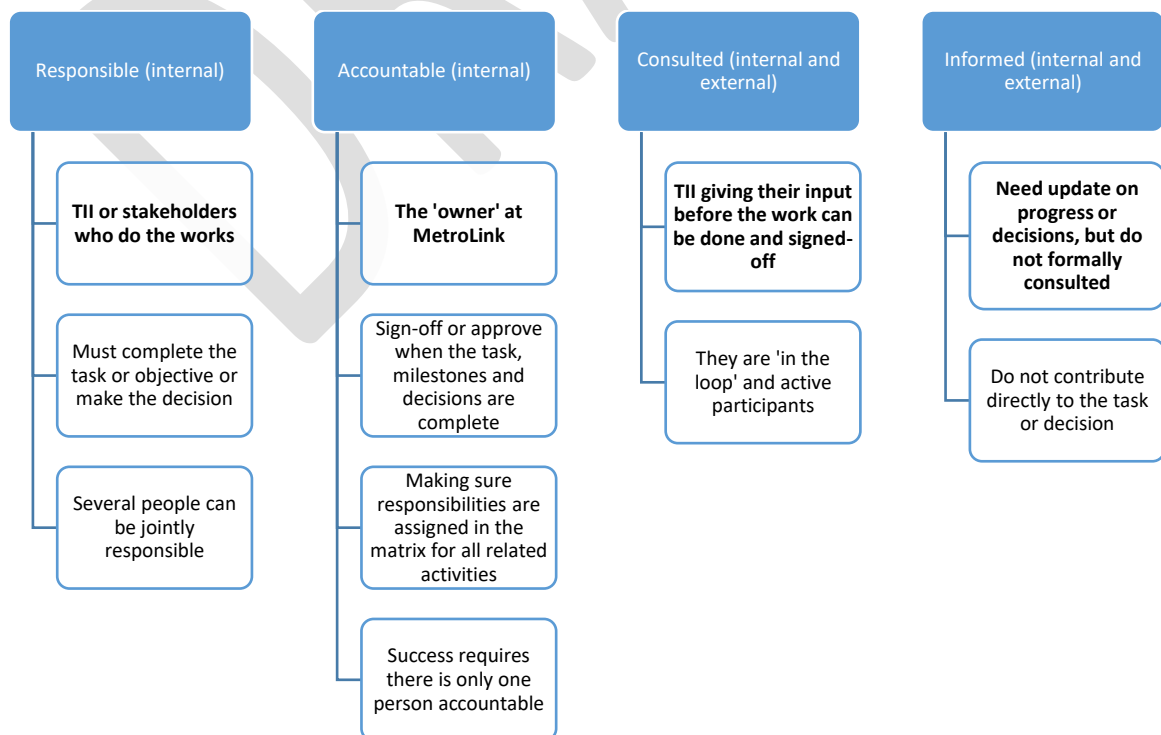 Responsible (internal)
TII or stakeholders
who do the works
Must complete the
task or objective or
make the decision
Several people can
be jointly
responsible
Accountable (internal)
The 'owner' at
MetroLink
Sign-off or approve
when the task,
milestones and
decisions are
complete
Making sure
responsibilities are
assigned in the
matrix for all related
activities
Success requires
there is only one
person accountable
Consulted (internal and
external)
TII giving their input
before the work can
be done and signed-
off
They are 'in the
loop' and active
participants
Informed (internal and
external)
Need update on
progress or
decisions, but do
not formally
consulted
Do not contribute
directly to the task
or decision